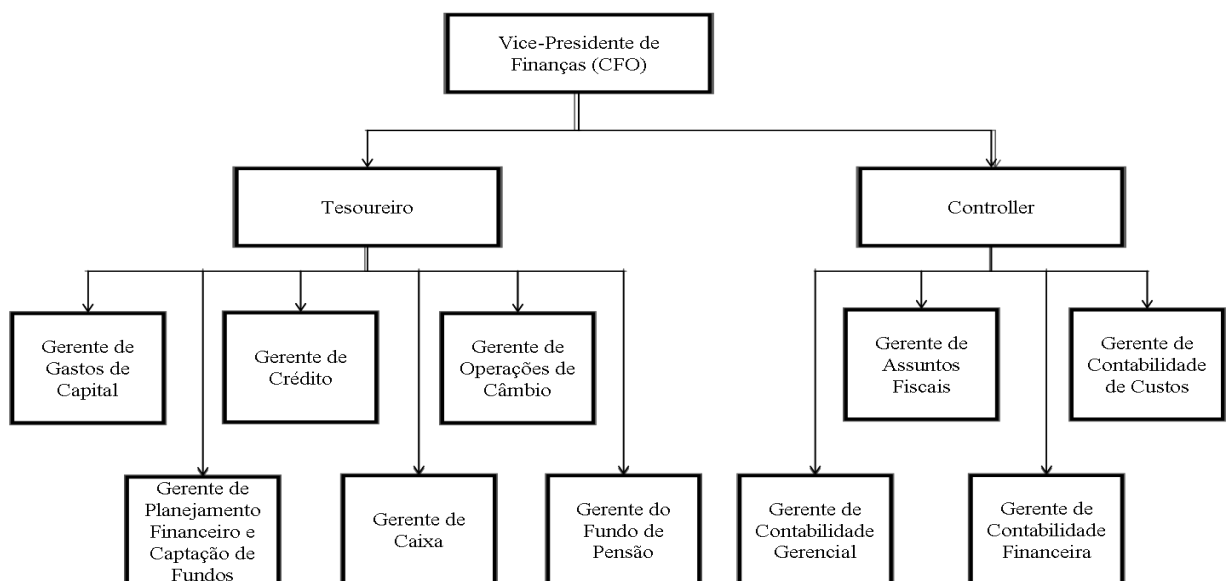 Vice-Presidente de
Finanças (CFO)
Tesoureiro
Controller
Gerente de
Gastos de
Capital
Gerente de
Crédito
Gerente de
Operações de
Câmbio
Gerente de
Assuntos
Fiscais
Gerente de
Contabilidade
de Custos
Gerente de
Planejamento
Financeiro e
Captação de
Fundos
Gerente de
Caixa
Gerente do
Fundo de
Pensão
Gerente de
Contabilidade
Gerencial
Gerente de
Contabilidade
Financeira